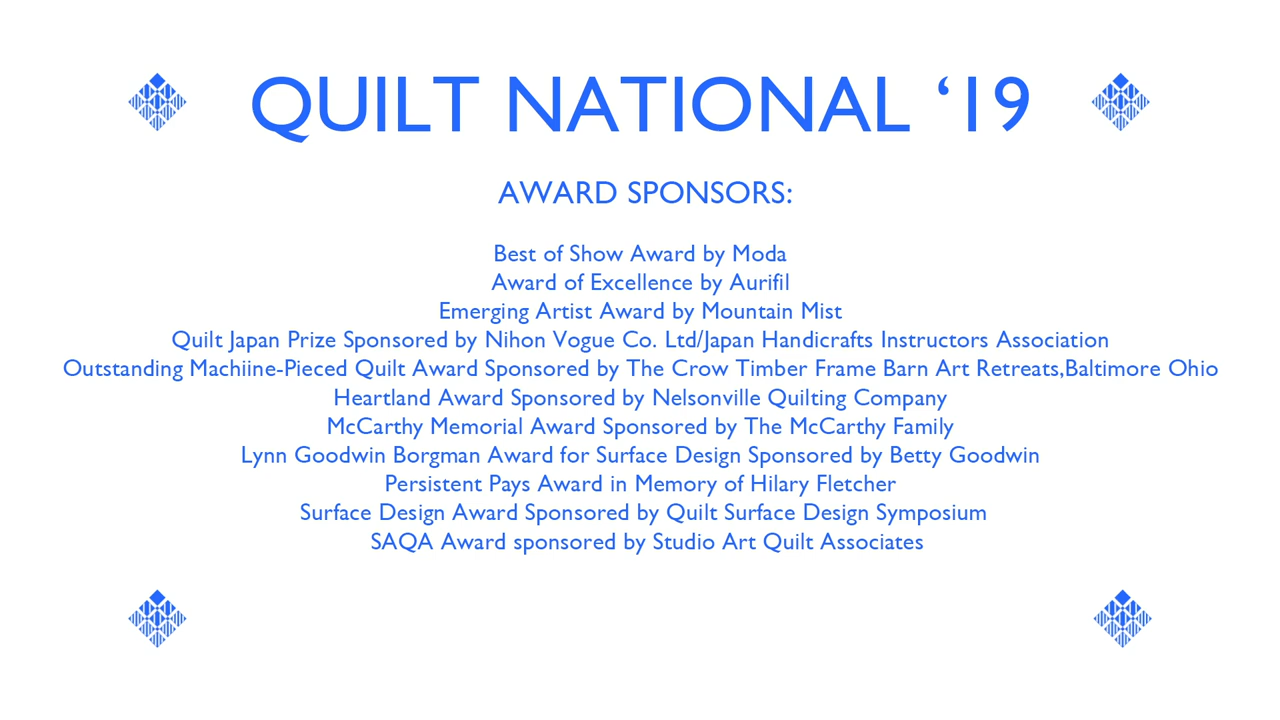 QUILT NATIONAL ‘19
AWARD SPONSORS:
Best of Show Award by Moda
Award of Excellence by Aurifil
Emerging Artist Award by Mountain Mist
Quilt Japan Prize Sponsored by Nihon Vogue Co. Ltd/Japan Handicrafts Instructors Association
Outstanding Machiine-Pieced Quilt Award Sponsored by The Crow Timber Frame Barn Art Retreats,Baltimore Ohio
Heartland Award Sponsored by Nelsonville Quilting Company
McCarthy Memorial Award Sponsored by The McCarthy Family
Lynn Goodwin Borgman Award for Surface Design Sponsored by Betty Goodwin
Persistent Pays Award in Memory of Hilary Fletcher
Surface Design Award Sponsored by Quilt Surface Design Symposium
SAQA Award sponsored by Studio Art Quilt Associates